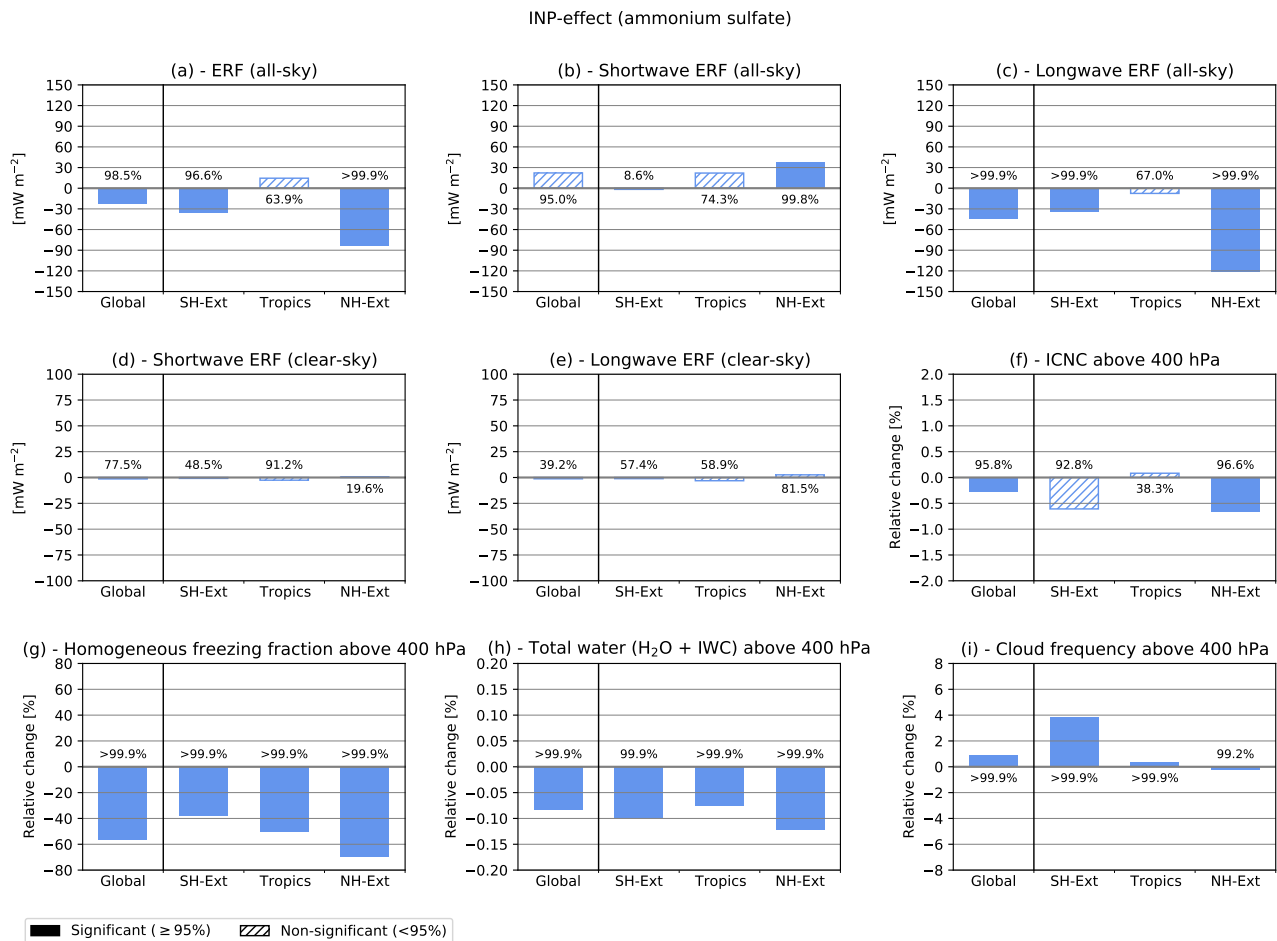 INP-effect (ammonium sulfate)
(a) - ERF (all-sky)
[mW m⁻²]
150
120
90
60
30
0
−30
−60
−90
−120
−150
98.5%
96.6%
63.9%
>99.9%
Global
SH-Ext
Tropics
NH-Ext
(b) - Shortwave ERF (all-sky)
[mW m⁻²]
150
120
90
60
30
0
−30
−60
−90
−120
−150
95.0%
8.6%
74.3%
99.8%
Global
SH-Ext
Tropics
NH-Ext
(c) - Longwave ERF (all-sky)
[mW m⁻²]
150
120
90
60
30
0
−30
−60
−90
−120
−150
>99.9%
>99.9%
67.0%
>99.9%
Global
SH-Ext
Tropics
NH-Ext
(d) - Shortwave ERF (clear-sky)
[mW m⁻²]
100
75
50
25
0
−25
−50
−75
−100
77.5%
48.5%
91.2%
19.6%
Global
SH-Ext
Tropics
NH-Ext
(e) - Longwave ERF (clear-sky)
[mW m⁻²]
100
75
50
25
0
−25
−50
−75
−100
39.2%
57.4%
58.9%
81.5%
Global
SH-Ext
Tropics
NH-Ext
(f) - ICNC above 400 hPa
Relative change [%]
2.0
1.5
1.0
0.5
0.0
−0.5
−1.0
−1.5
−2.0
95.8%
92.8%
38.3%
96.6%
Global
SH-Ext
Tropics
NH-Ext
(g) - Homogeneous freezing fraction above 400 hPa
Relative change [%]
80
60
40
20
0
−20
−40
−60
−80
>99.9%
>99.9%
>99.9%
>99.9%
Global
SH-Ext
Tropics
NH-Ext
(h) - Total water (H₂O + IWC) above 400 hPa
Relative change [%]
0.20
0.15
0.10
0.05
0.00
−0.05
−0.10
−0.15
−0.20
>99.9%
99.9%
>99.9%
>99.9%
Global
SH-Ext
Tropics
NH-Ext
(i) - Cloud frequency above 400 hPa
Relative change [%]
8
6
4
2
0
−2
−4
−6
−8
>99.9%
>99.9%
>99.9%
99.2%
Global
SH-Ext
Tropics
NH-Ext
Significant (≥ 95%)
Non-significant (<95%)